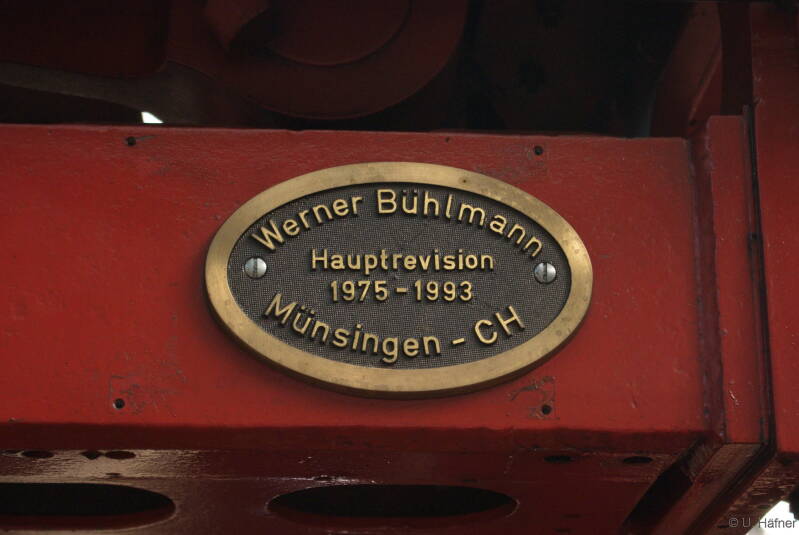 Werner Bühlmann
Hauptrevision
1975-1993
Münsingen - CH
© U. Häfner